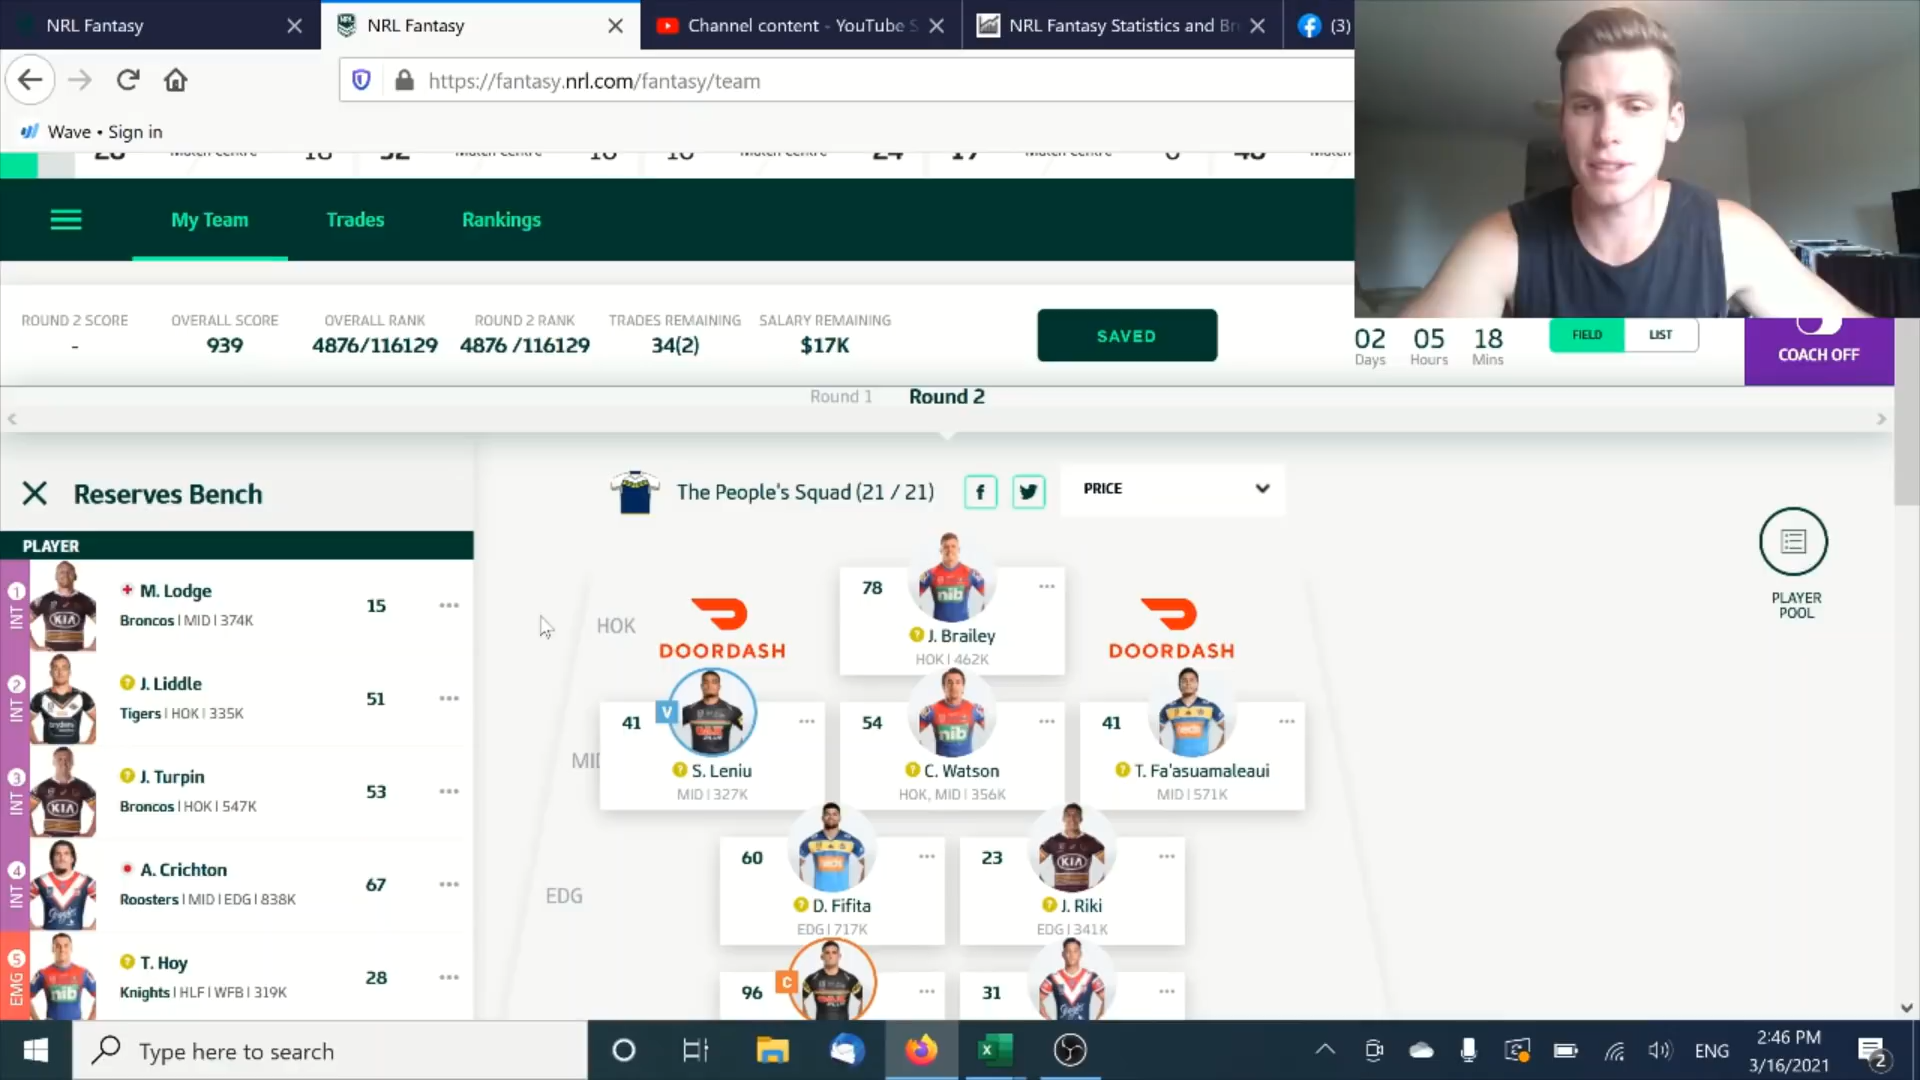 NRL Fantasy
NRL Fantasy
Channel content - YouTube S
NRL Fantasy Statistics and Br
(3)
https://fantasy.nrl.com/fantasy/team
Wave • Sign in
My Team
Trades
Rankings
ROUND 2 SCORE
OVERALL SCORE
OVERALL RANK
ROUND 2 RANK
TRADES REMAINING
SALARY REMAINING
-
939
4876/116129
4876 /116129
34(2)
$17K
SAVED
02
05
18
Days
Hours
Mins
FIELD
LIST
COACH OFF
Round 1
Round 2
Reserves Bench
The People's Squad (21 / 21)
PRICE
PLAYER POOL
PLAYER
INT 1
M. Lodge
Broncos | MID | 374K
15
INT 2
J. Liddle
Tigers | HOK | 335K
51
INT 3
J. Turpin
Broncos | HOK | 547K
53
INT 4
A. Crichton
Roosters | MID | EDG | 838K
67
EMG 5
T. Hoy
Knights | HLF | WFB | 319K
28
HOK
DOORDASH
78
J. Brailey
HOK | 462K
DOORDASH
41
V
S. Leniu
MID | 327K
54
C. Watson
HOK, MID | 356K
41
T. Fa'asuamaleaui
MID | 571K
EDG
60
D. Fifita
EDG | 717K
23
J. Riki
EDG | 341K
96
C
31
Type here to search
ENG
2:46 PM
3/16/2021
2